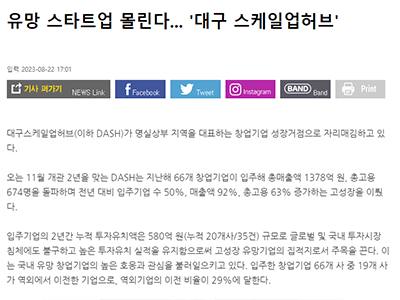 유망 스타트업 몰린다... '대구 스케일업허브'
입력 2023-08-22 17:01
기사 퍼가기 NEWS Link Facebook Tweet Instagram BAND Band Print
대구스케일업허브(이하 DASH)가 명실상부 지역을 대표하는 창업기업 성장거점으로 자리매김하고 있
다.
오는 11월 개관 2년을 맞는 DASH는 지난해 66개 창업기업이 입주해 총매출액 1378억 원, 총고용
674명을 돌파하며 전년 대비 입주기업 수 50%, 매출액 92%, 총고용 63% 증가하는 고성장을 이뤘
다.
입주기업의 2년간 누적 투자유치액은 580억 원(누적 20개사/35건) 규모로 글로벌 및 국내 투자시장
침체에도 불구하고 높은 투자유치 실적을 유지함으로써 고성장 유망기업의 집적지로서 주목을 끈다. 이
는 국내 유망 창업기업의 높은 호응과 관심을 불러일으키고 있다. 입주한 창업기업 66개 사 중 19개 사
가 역외에서 이전한 기업으로, 역외기업의 이전 비율이 29%에 달한다.